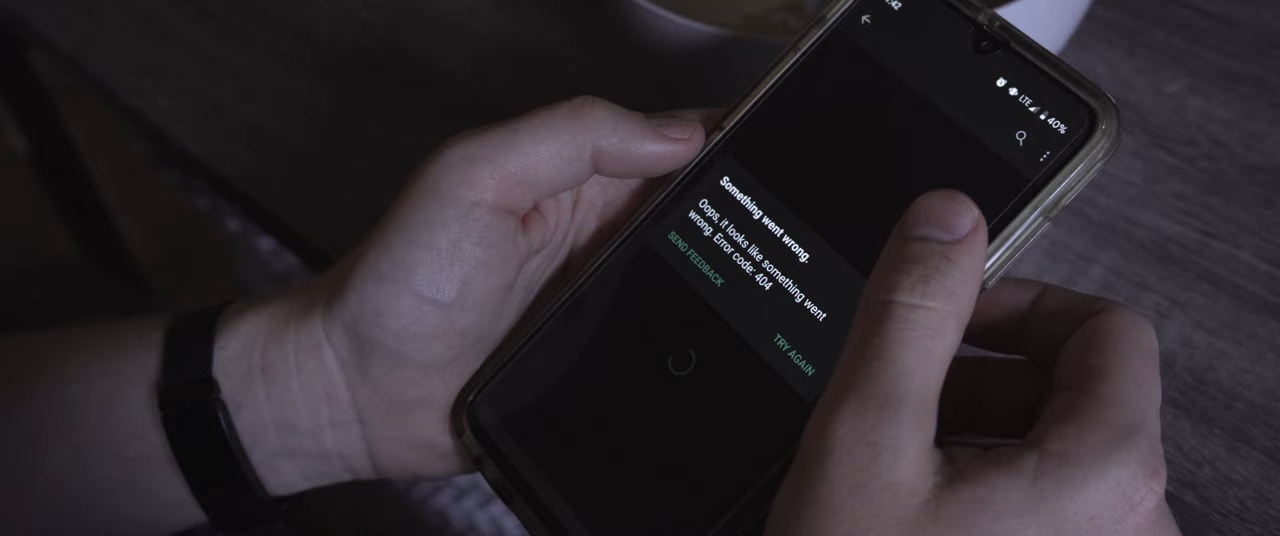 :42
LTE 40%
Something went wrong.
Oops, it looks like something went
wrong. Error code: 404
SEND FEEDBACK
TRY AGAIN